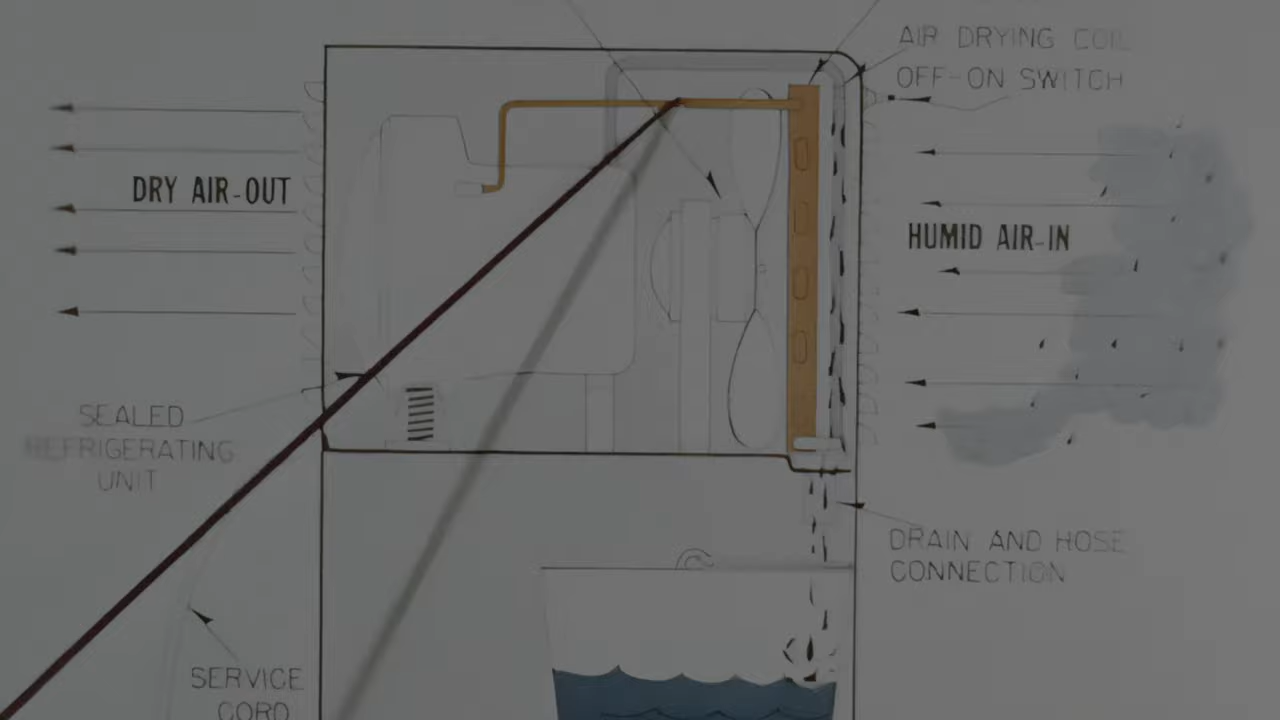 AIR DRYING COIL
OFF-ON SWITCH
DRY AIR-OUT
HUMID AIR-IN
SEALED
REFRIGERATING
UNIT
DRAIN AND HOSE
CONNECTION
SERVICE
CORD